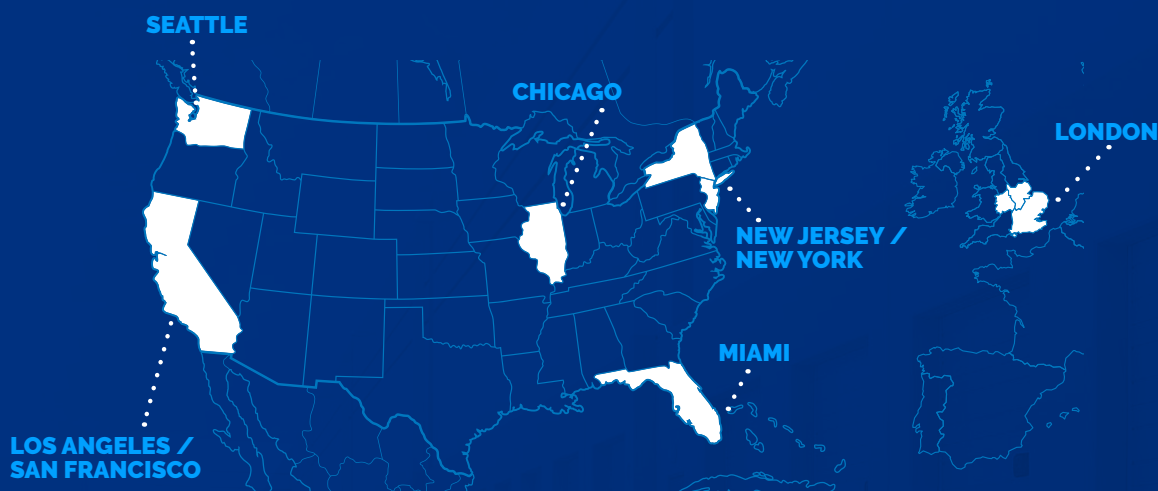 SEATTLE
CHICAGO
LONDON
NEW JERSEY /
NEW YORK
MIAMI
LOS ANGELES /
SAN FRANCISCO